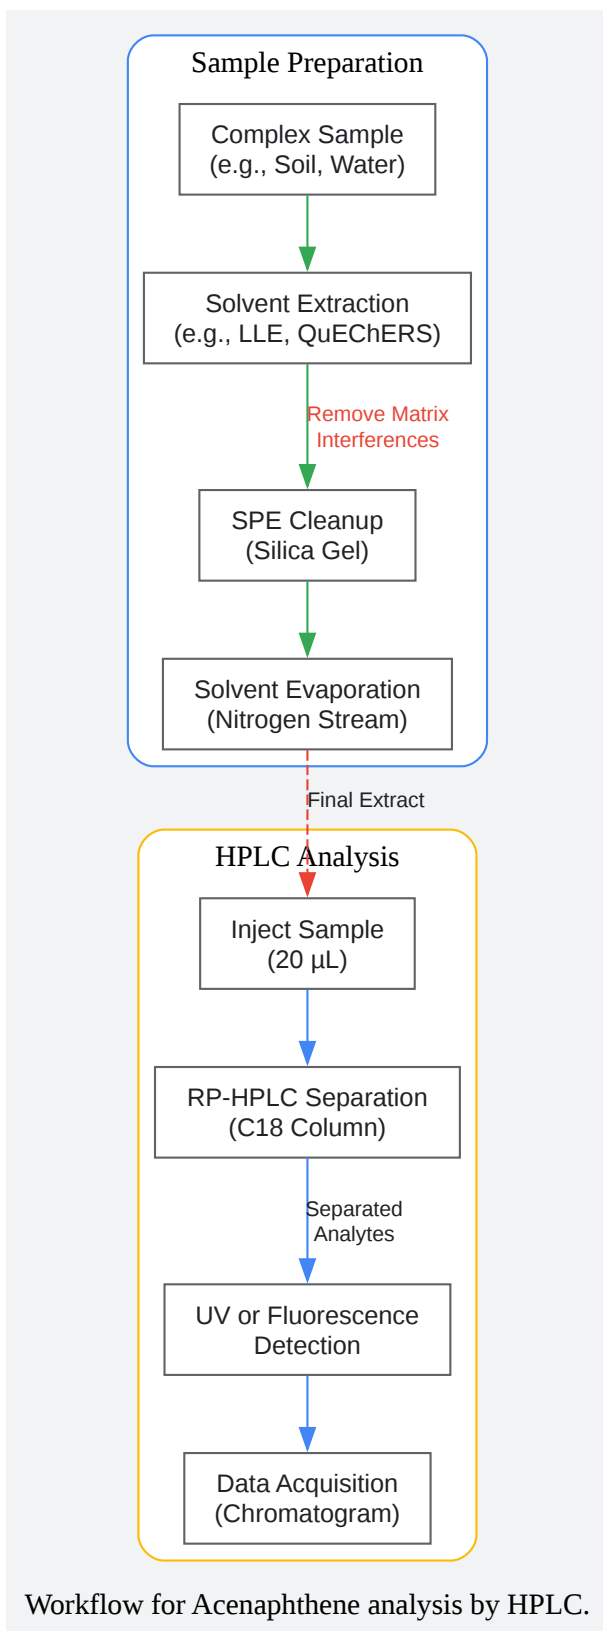 Sample Preparation
Complex Sample
(e.g., Soil, Water)
Solvent Extraction
(e.g., LLE, QuEChERS)
Remove Matrix
Interferences
SPE Cleanup
(Silica Gel)
Solvent Evaporation
(Nitrogen Stream)
Final Extract
HPLC Analysis
Inject Sample
(20 µL)
RP-HPLC Separation
(C18 Column)
Separated
Analytes
UV or Fluorescence
Detection
Data Acquisition
(Chromatogram)
Workflow for Acenaphthene analysis by HPLC.